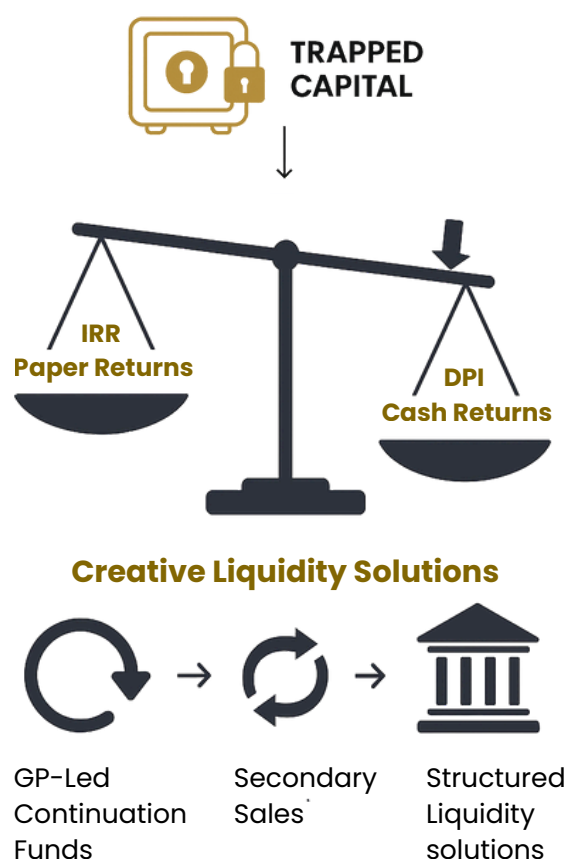 TRAPPED
CAPITAL
IRR
Paper Returns
DPI
Cash Returns
Creative Liquidity Solutions
GP-Led
Continuation
Funds
Secondary
Sales
Structured
Liquidity
solutions